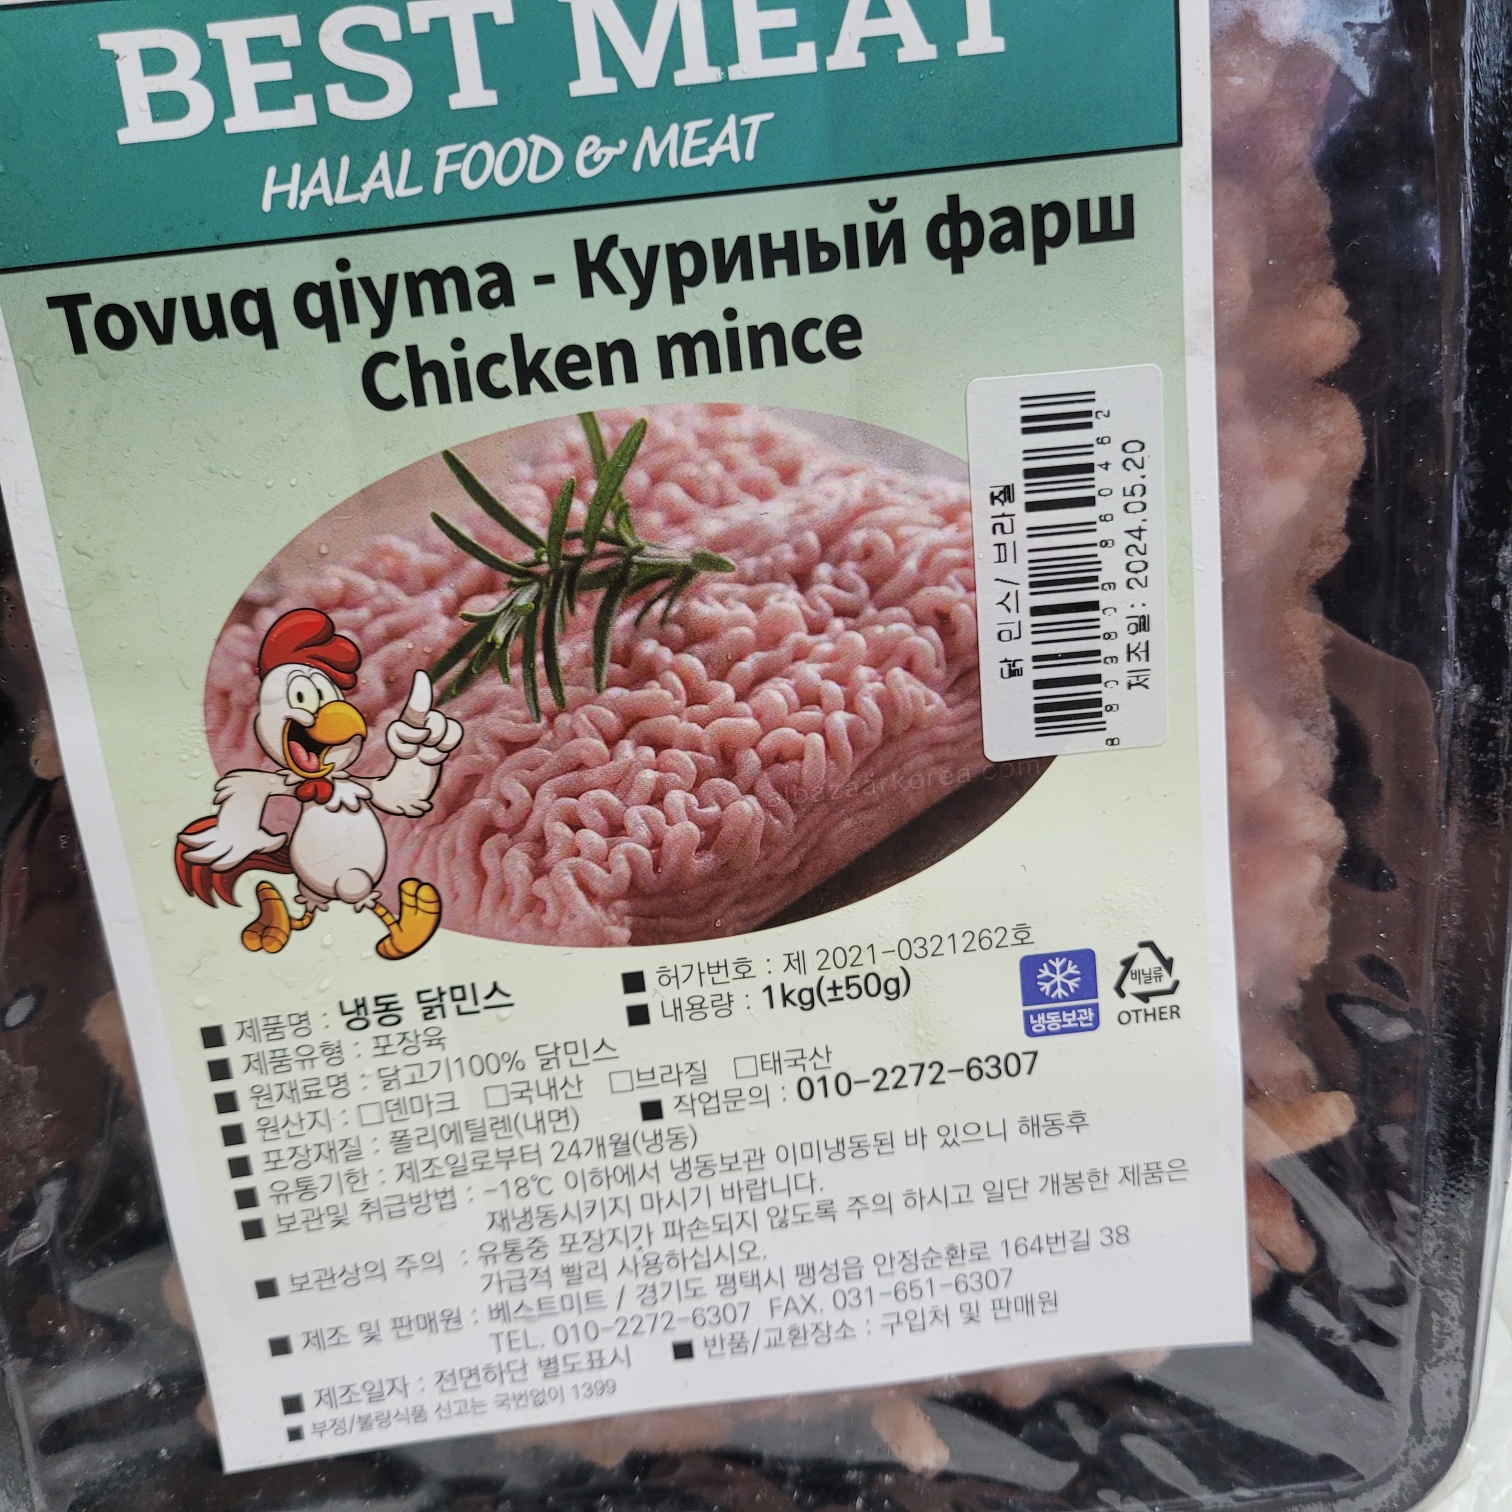 BEST MEAT
HALAL FOOD & MEAT
Tovuq qiyma - Куриный фарш
Chicken mince
닭 민스/ 브라질
8 809389 860462
제조일: 2024.05.20
albazaarkorea.com
■ 허가번호 : 제 2021-0321262호
■ 제품명 : 냉동 닭민스 ■ 내용량 : 1kg(±50g)
냉동보관
비닐류
OTHER
■ 제품유형 : 포장육
■ 원재료명 : 닭고기100% 닭민스
■ 원산지 : □덴마크 □국내산 □브라질 □태국산
■ 포장재질 : 폴리에틸렌(내면) ■ 작업문의 : 010-2272-6307
■ 유통기한 : 제조일로부터 24개월(냉동)
■ 보관및 취급방법 : -18℃ 이하에서 냉동보관 이미냉동된 바 있으니 해동후
재냉동시키지 마시기 바랍니다.
■ 보관상의 주의 : 유통중 포장지가 파손되지 않도록 주의 하시고 일단 개봉한 제품은
가급적 빨리 사용하십시오.
■ 제조 및 판매원 : 베스트미트 / 경기도 평택시 팽성읍 안정순환로 164번길 38
TEL. 010-2272-6307 FAX. 031-651-6307
■ 제조일자 : 전면하단 별도표시 ■ 반품/교환장소 : 구입처 및 판매원
■ 부정/불량식품 신고는 국번없이 1399